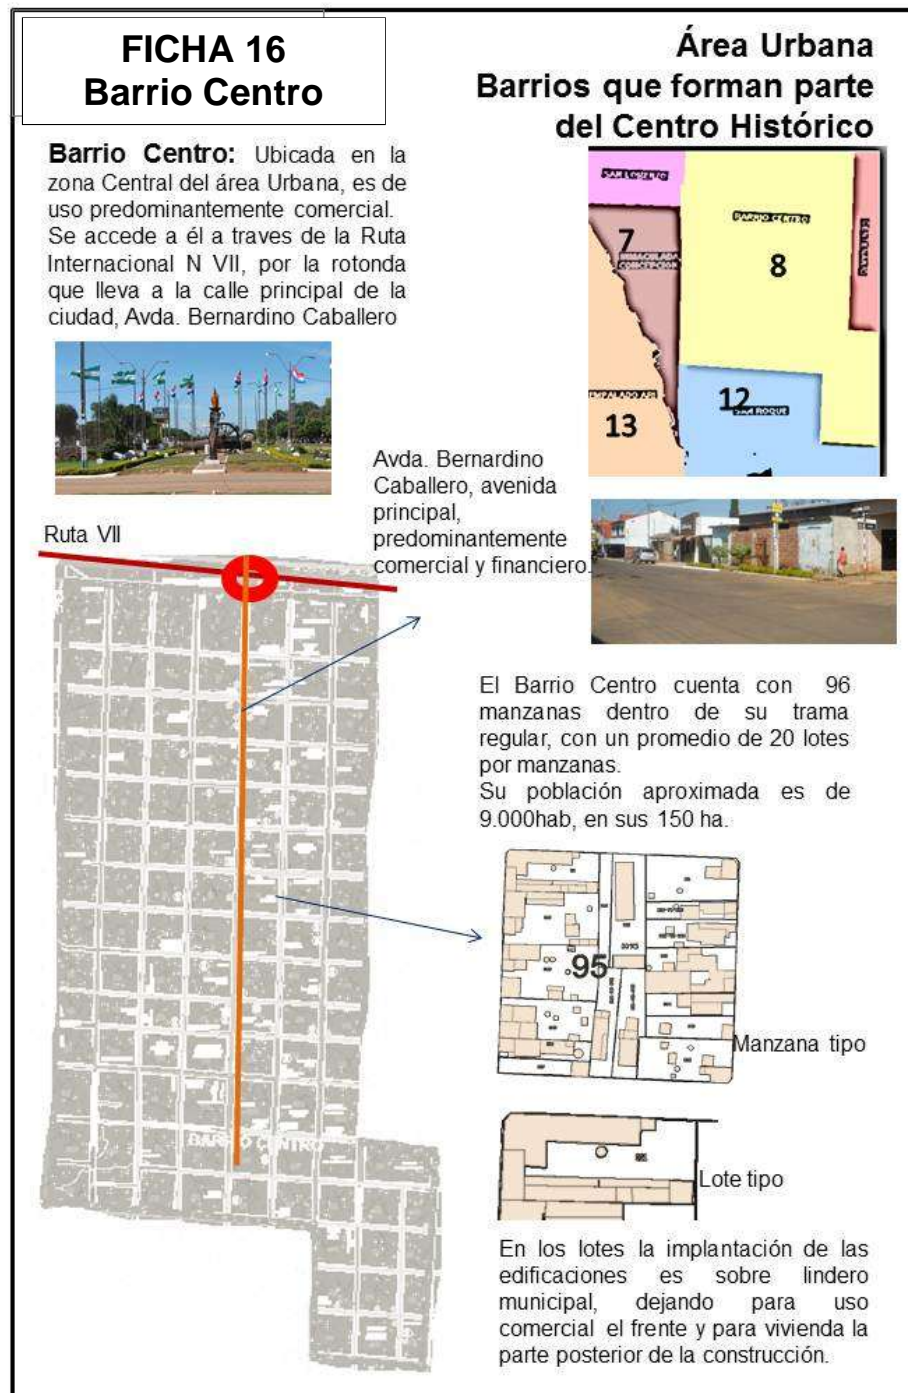 FICHA 16
Barrio Centro
Área Urbana
Barrios que forman parte
del Centro Histórico
Barrio Centro: Ubicada en la
zona Central del área Urbana, es de
uso predominantemente comercial.
Se accede a él a traves de la Ruta
Internacional N VII, por la rotonda
que lleva a la calle principal de la
ciudad, Avda. Bernardino Caballero
SAN LORENZO
BARRIO CENTRO
7
INMACULADA
CONCEPCION
8
12
SAN ROQUE
13
Avda. Bernardino
Caballero, avenida
principal,
predominantemente
comercial y financiero.
Ruta VII
El Barrio Centro cuenta con 96
manzanas dentro de su trama
regular, con un promedio de 20 lotes
por manzanas.
Su población aproximada es de
9.000hab, en sus 150 ha.
95
Manzana tipo
BARRIO CENTRO
Lote tipo
En los lotes la implantación de las
edificaciones es sobre lindero
municipal, dejando para uso
comercial el frente y para vivienda la
parte posterior de la construcción.